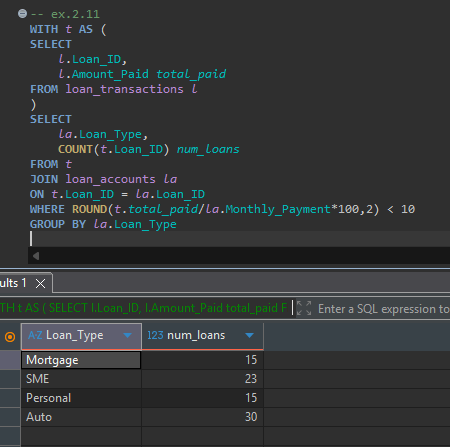 -- ex.2.11
WITH t AS (
SELECT
l.Loan_ID,
l.Amount_Paid total_paid
FROM loan_transactions l
)
SELECT
la.Loan_Type,
COUNT(t.Loan_ID) num_loans
FROM t
JOIN loan_accounts la
ON t.Loan_ID = la.Loan_ID
WHERE ROUND(t.total_paid/la.Monthly_Payment*100,2) < 10
GROUP BY la.Loan_Type
ults 1
TH t AS ( SELECT l.Loan_ID, l.Amount_Paid total_paid F Enter a SQL expression to
A-Z Loan_Type 123 num_loans
Mortgage 15
SME 23
Personal 15
Auto 30